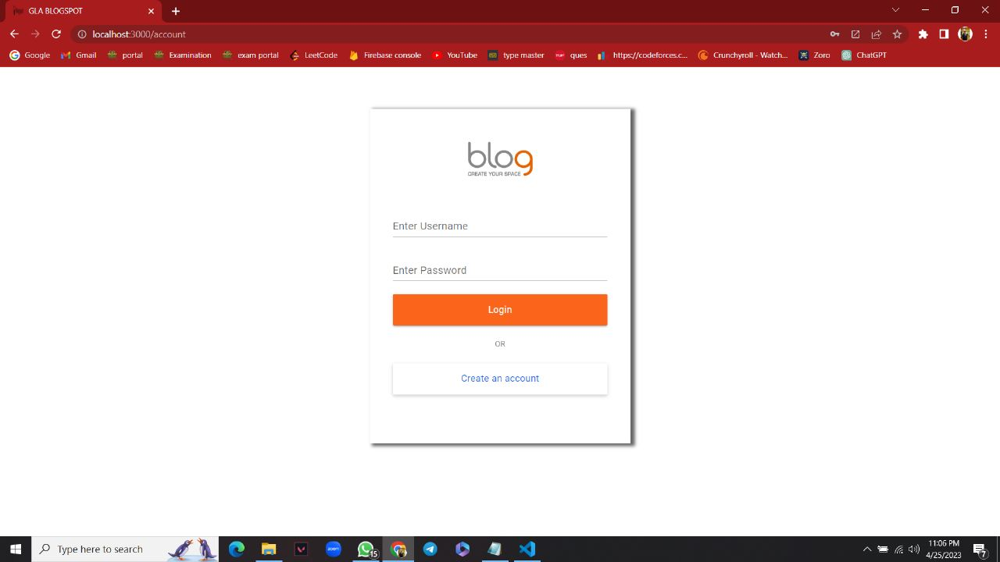 GLA BLOGSPOT
localhost:3000/account
Google
Gmail
portal
Examination
exam portal
LeetCode
Firebase console
YouTube
type master
ques
https://codeforces.c...
Crunchyroll - Watch...
Zoro
ChatGPT
blog
CREATE YOUR SPACE
Enter Username
Enter Password
Login
OR
Create an account
Type here to search
zoom
15
11:06 PM
4/25/2023
7